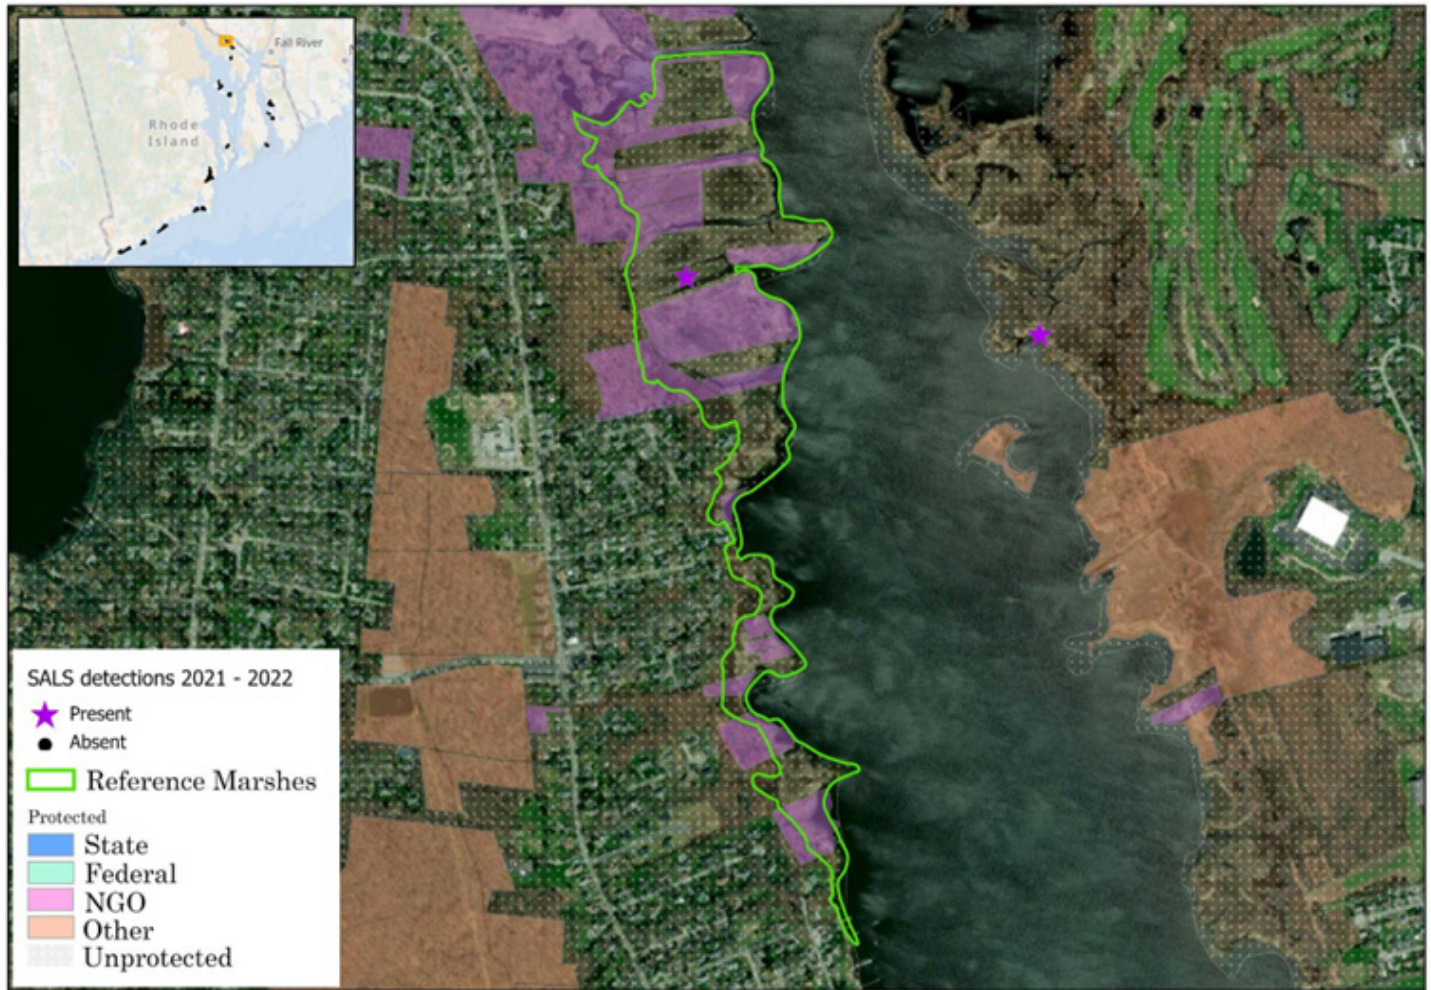 Fall River
Rhode
Island
SALS detections 2021 - 2022
Present
Absent
Reference Marshes
Protected
State
Federal
NGO
Other
Unprotected